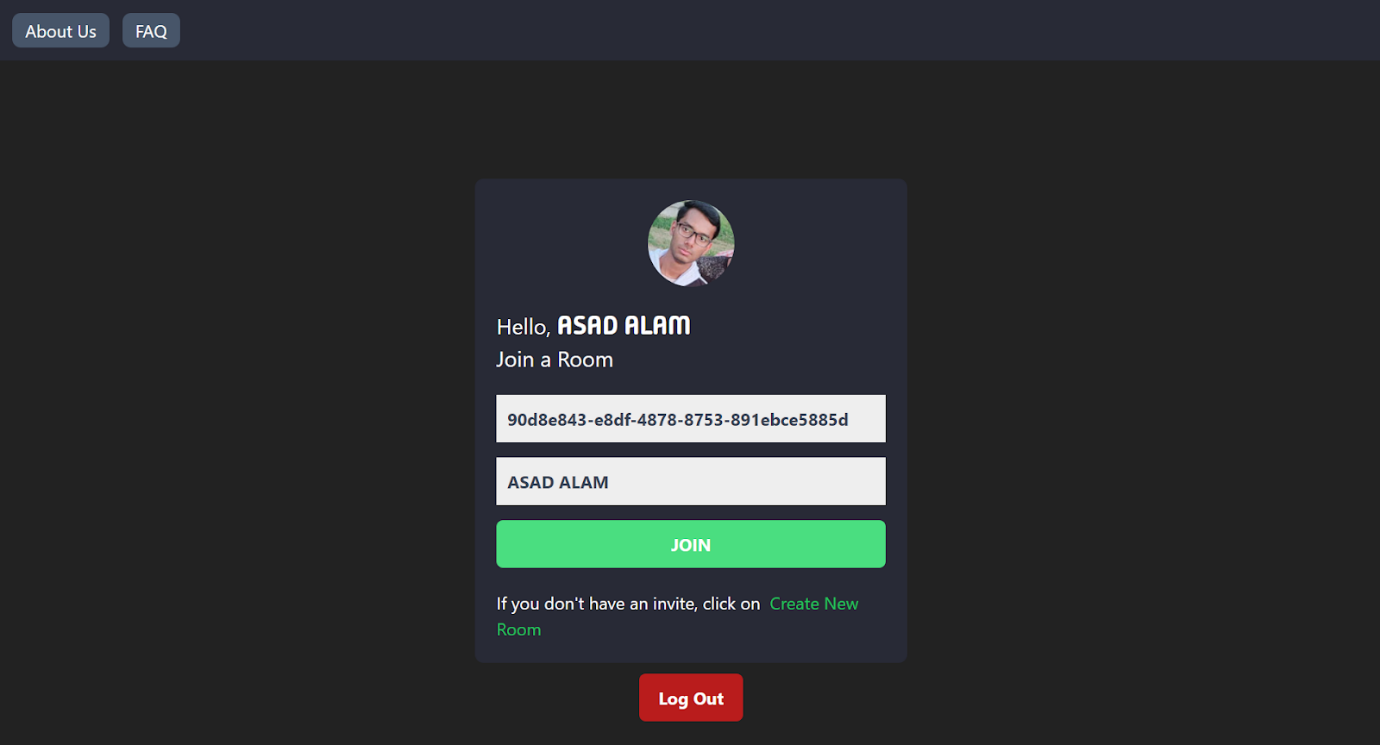 About Us FAQ
Hello, ASAD ALAM
Join a Room
90d8e843-e8df-4878-8753-891ebce5885d
ASAD ALAM
JOIN
If you don't have an invite, click on Create New
Room
Log Out